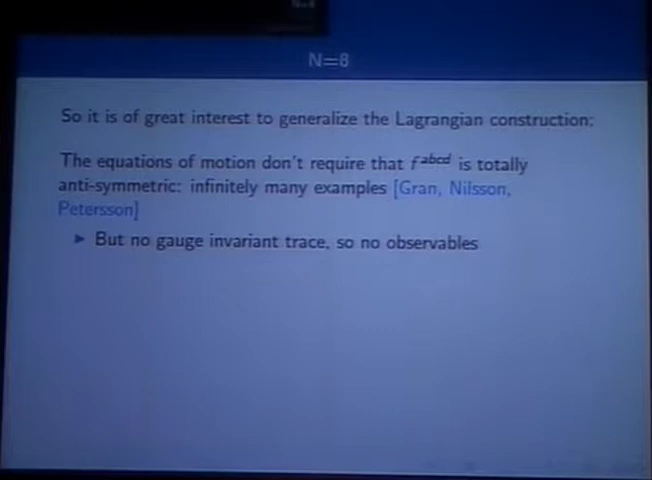 N=8
So it is of great interest to generalize the Lagrangian construction:
The equations of motion don't require that f^abcd is totally
anti-symmetric: infinitely many examples [Gran, Nilsson,
Petersson]
► But no gauge invariant trace, so no observables